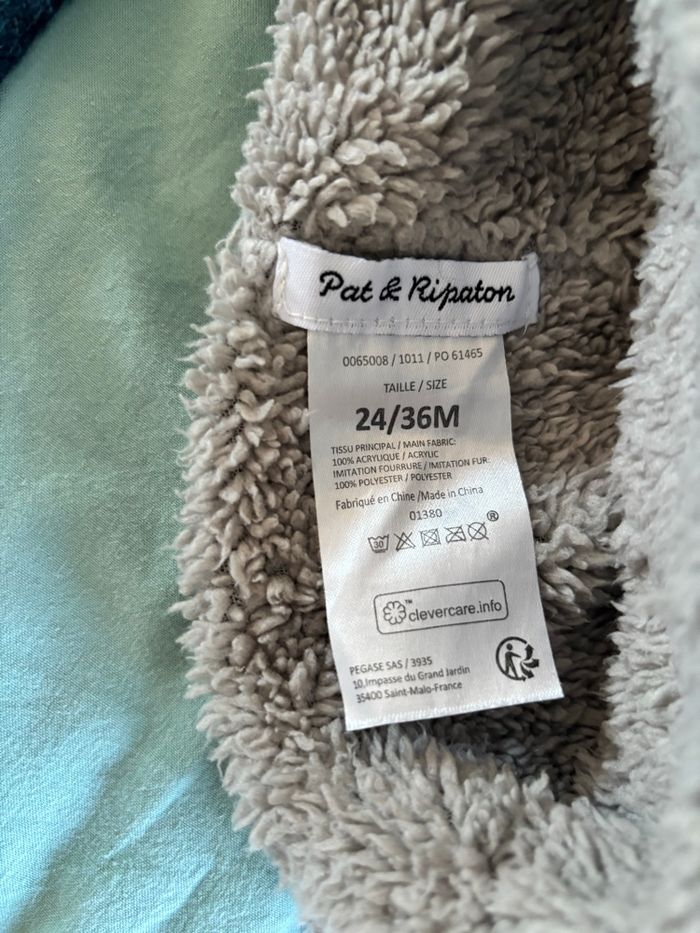 Pat & Ripaton
0065008 / 1011 / PO 61465
TAILLE / SIZE
24/36M
TISSU PRINCIPAL / MAIN FABRIC:
100% ACRYLIQUE / ACRYLIC
IMITATION FOURRURE / IMITATION FUR:
100% POLYESTER / POLYESTER
Fabriqué en Chine /Made in China
01380
30 ®
™ clevercare.info
PEGASE SAS / 3935
10,Impasse du Grand Jardin
35400 Saint-Malo-France